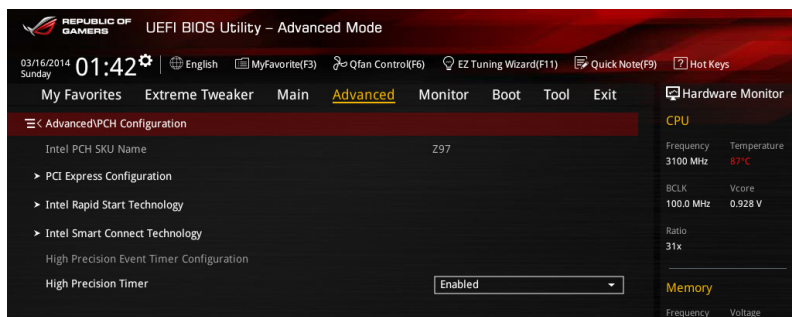 REPUBLIC OF
GAMERS
UEFI BIOS Utility – Advanced Mode
03/16/2014
Sunday
01:42
English
MyFavorite(F3)
Qfan Control(F6)
EZ Tuning Wizard(F11)
Quick Note(F9)
? Hot Keys
My Favorites Extreme Tweaker Main Advanced Monitor Boot Tool Exit
Hardware Monitor
Advanced\PCH Configuration
Intel PCH SKU Name Z97
> PCI Express Configuration
> Intel Rapid Start Technology
> Intel Smart Connect Technology
High Precision Event Timer Configuration
High Precision Timer Enabled
CPU
Frequency Temperature
3100 MHz 87°C
BCLK Vcore
100.0 MHz 0.928 V
Ratio
31x
Memory
Frequency Voltage